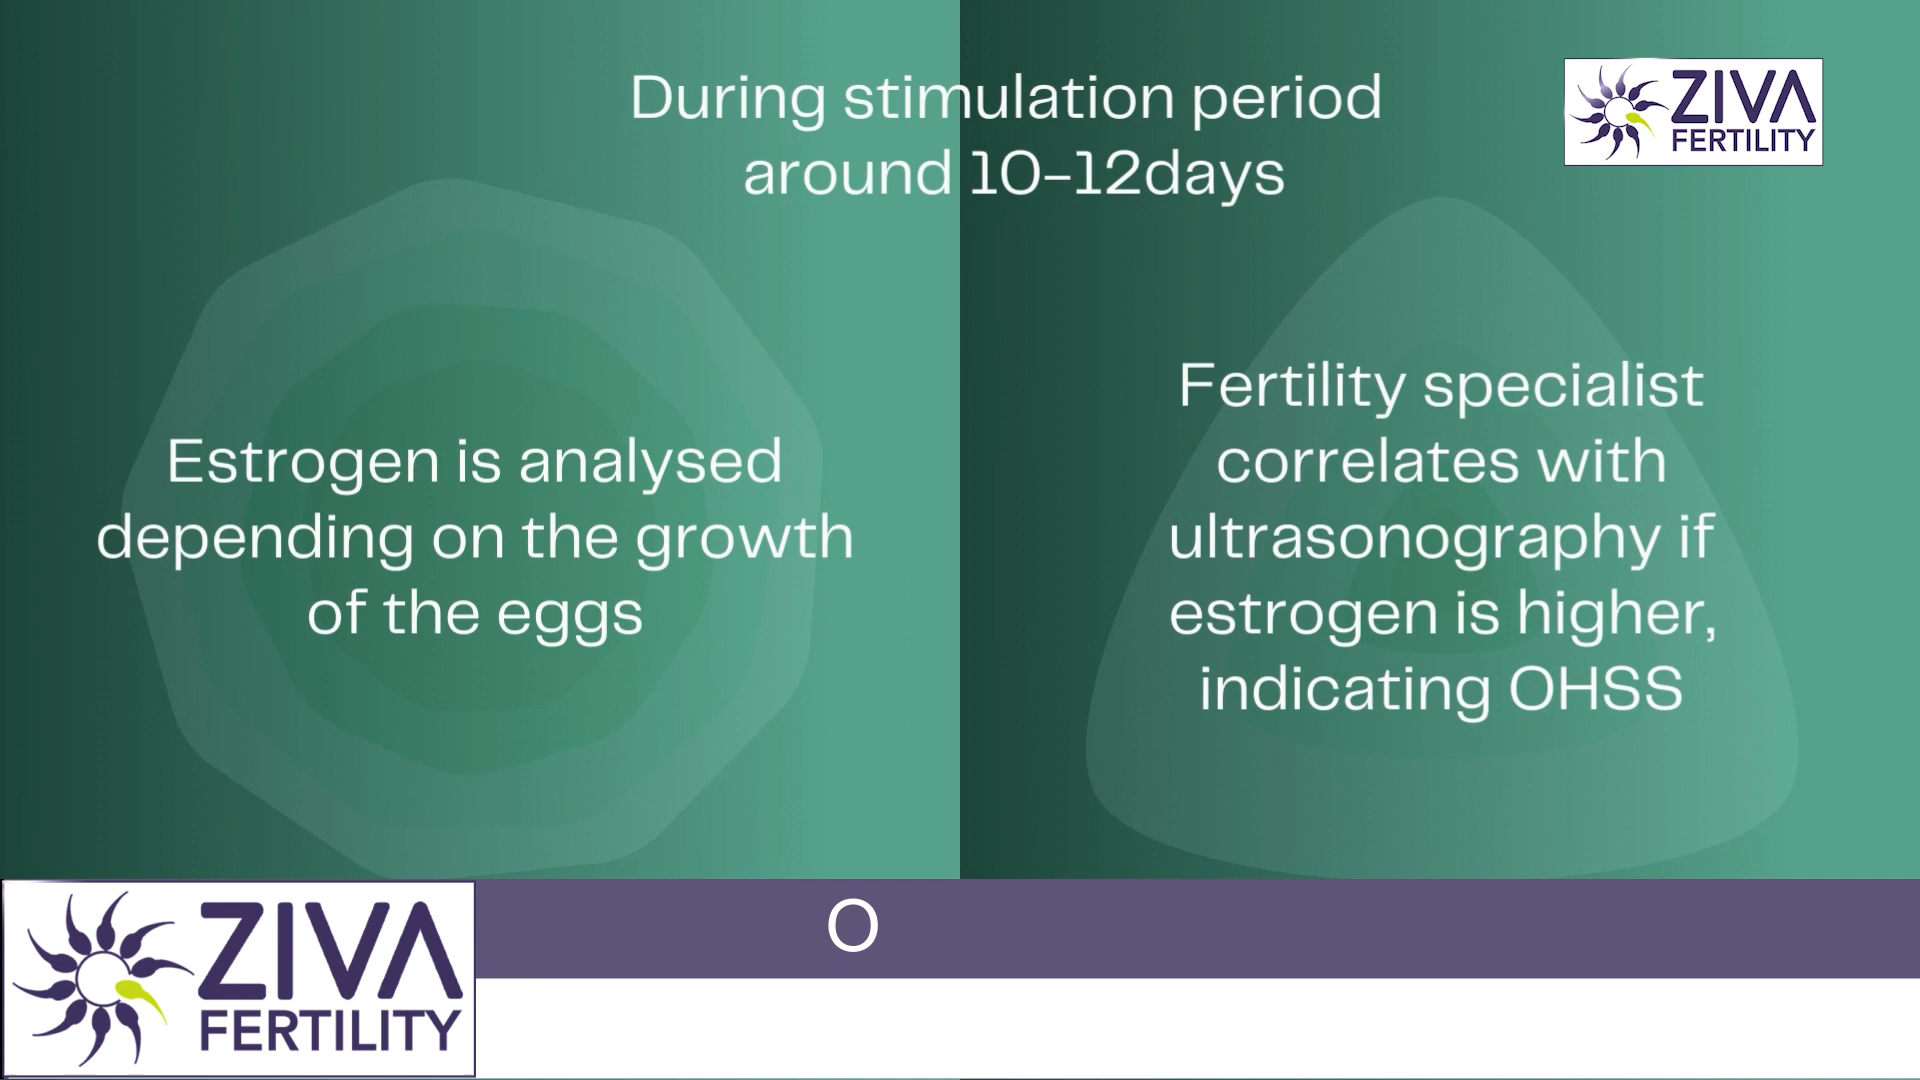 During stimulation period
around 10-12days
ZIVA
FERTILITY
Estrogen is analysed
depending on the growth
of the eggs
Fertility specialist
correlates with
ultrasonography if
estrogen is higher,
indicating OHSS
O
ZIVA
FERTILITY